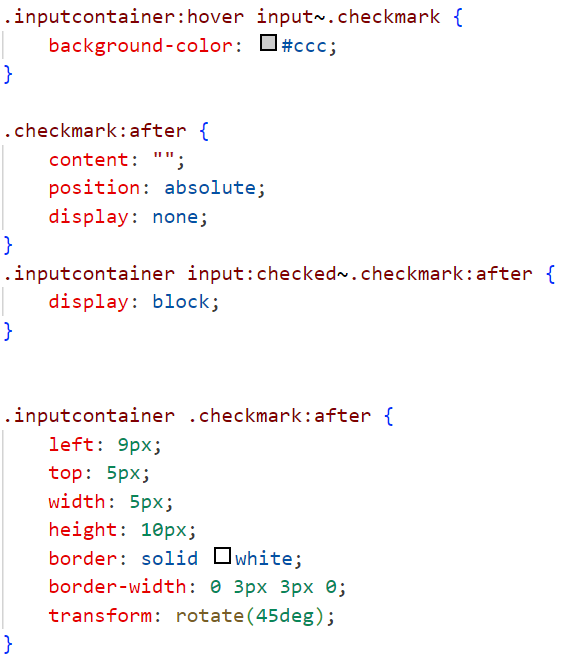 .inputcontainer:hover input~.checkmark {
    background-color: #ccc;
}

.checkmark:after {
    content: "";
    position: absolute;
    display: none;
}
.inputcontainer input:checked~.checkmark:after {
    display: block;
}


.inputcontainer .checkmark:after {
    left: 9px;
    top: 5px;
    width: 5px;
    height: 10px;
    border: solid white;
    border-width: 0 3px 3px 0;
    transform: rotate(45deg);
}